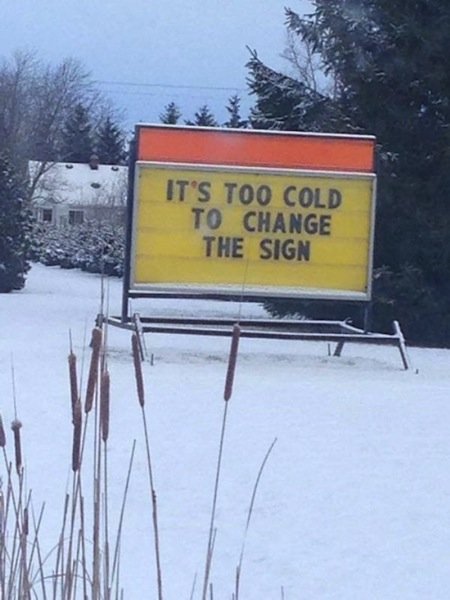 IT'S TOO COLD
TO CHANGE
THE SIGN